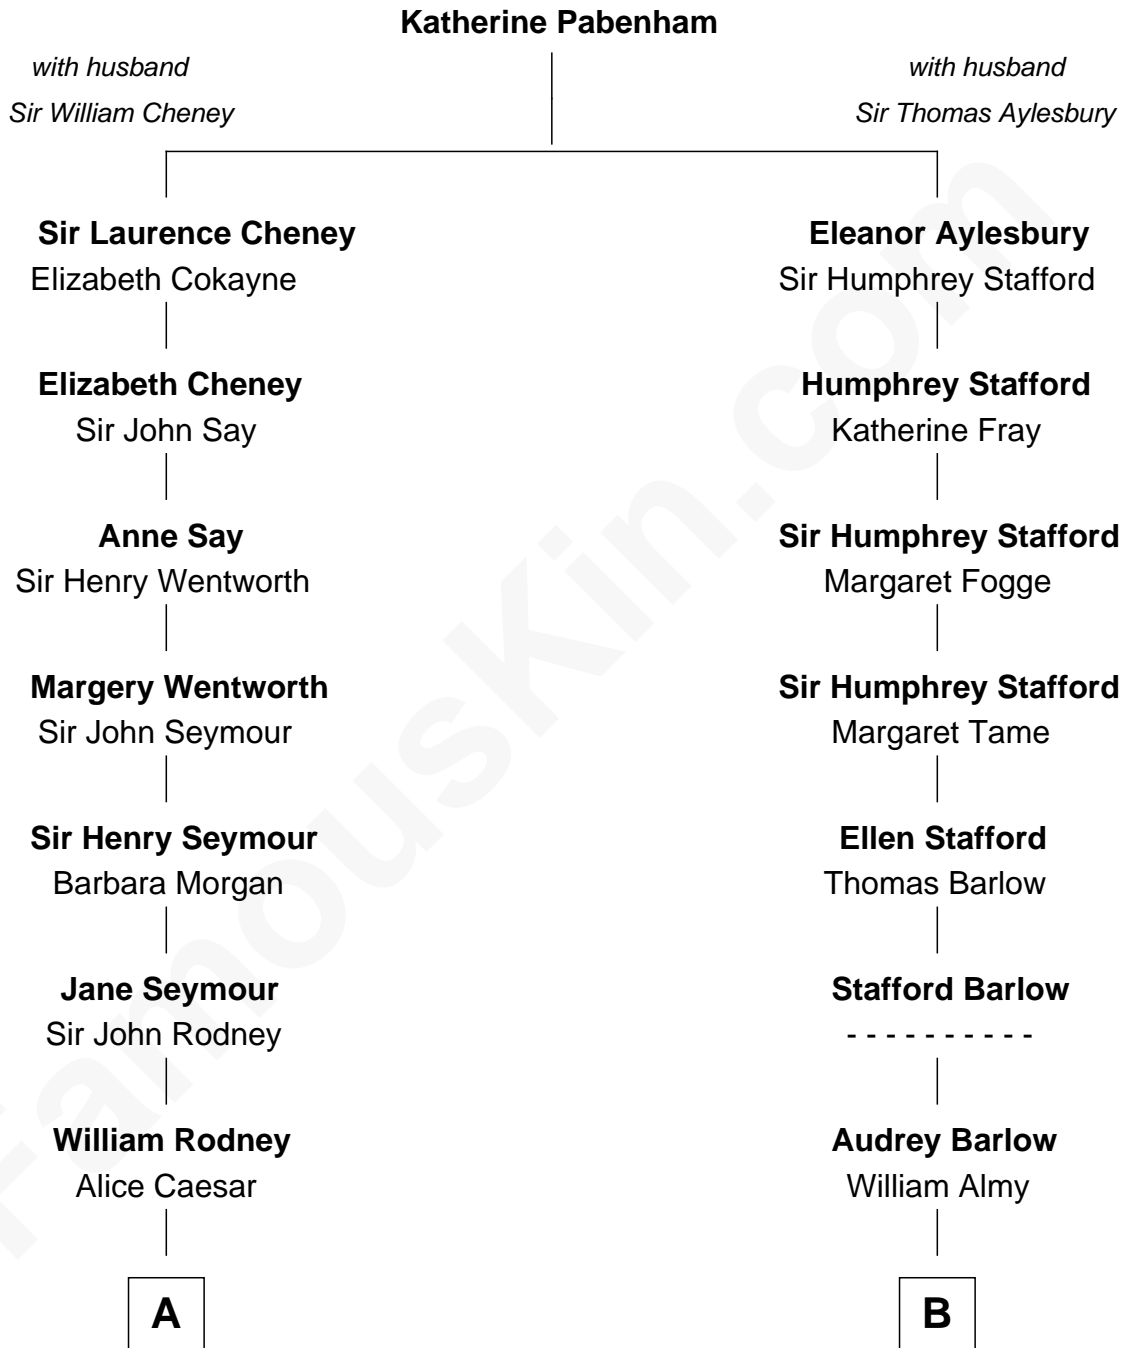 Katherine Pabenham
with husband
Sir William Cheney
with husband
Sir Thomas Aylesbury
Sir Laurence Cheney
Elizabeth Cokayne
Eleanor Aylesbury
Sir Humphrey Stafford
Elizabeth Cheney
Sir John Say
Humphrey Stafford
Katherine Fray
Anne Say
Sir Henry Wentworth
Sir Humphrey Stafford
Margaret Fogge
Margery Wentworth
Sir John Seymour
Sir Humphrey Stafford
Margaret Tame
Sir Henry Seymour
Barbara Morgan
Ellen Stafford
Thomas Barlow
Jane Seymour
Sir John Rodney
Stafford Barlow
- - - - - - - - - -
William Rodney
Alice Caesar
Audrey Barlow
William Almy
A
B
FamousKin.com